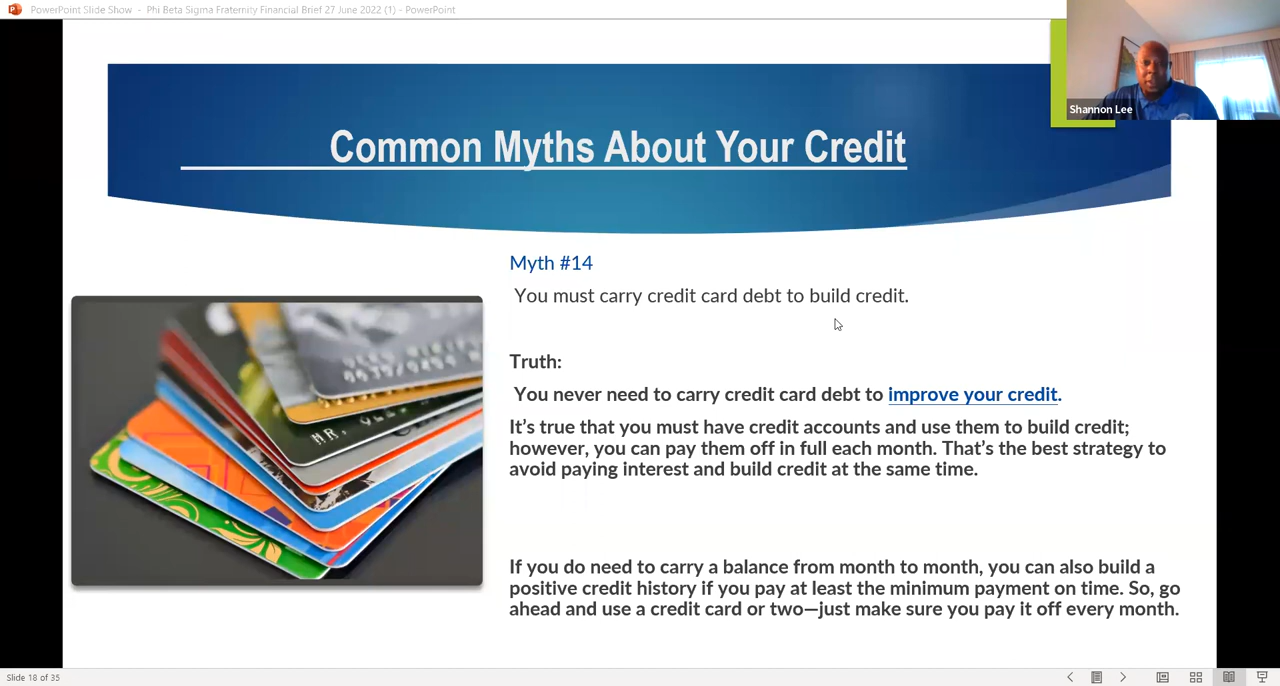 PowerPoint Slide Show - Phi Beta Sigma Fraternity Financial Brief 27 June 2022 (1) - PowerPoint
Shannon Lee
Common Myths About Your Credit
Myth #14
You must carry credit card debt to build credit.
Truth:
You never need to carry credit card debt to improve your credit.
It’s true that you must have credit accounts and use them to build credit;
however, you can pay them off in full each month. That’s the best strategy to
avoid paying interest and build credit at the same time.
If you do need to carry a balance from month to month, you can also build a
positive credit history if you pay at least the minimum payment on time. So, go
ahead and use a credit card or two—just make sure you pay it off every month.
MR.
Slide 18 of 35